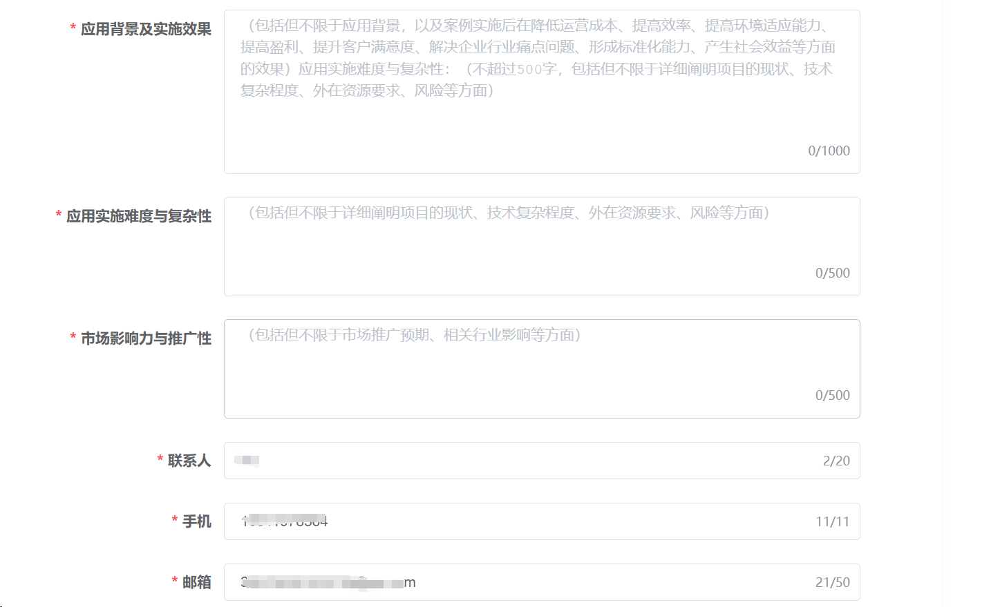 * 应用背景及实施效果
（包括但不限于应用背景，以及案例实施后在降低运营成本、提高效率、提高环境适应能力、
提高盈利、提升客户满意度、解决企业行业痛点问题、形成标准化能力、产生社会效益等方面
的效果）应用实施难度与复杂性：（不超过500字，包括但不限于详细阐明项目的现状、技术
复杂程度、外在资源要求、风险等方面）
0/1000
* 应用实施难度与复杂性
（包括但不限于详细阐明项目的现状、技术复杂程度、外在资源要求、风险等方面）
0/500
* 市场影响力与推广性
（包括但不限于市场推广预期、相关行业影响等方面）
0/500
* 联系人
2/20
* 手机
11/11
* 邮箱
m
21/50